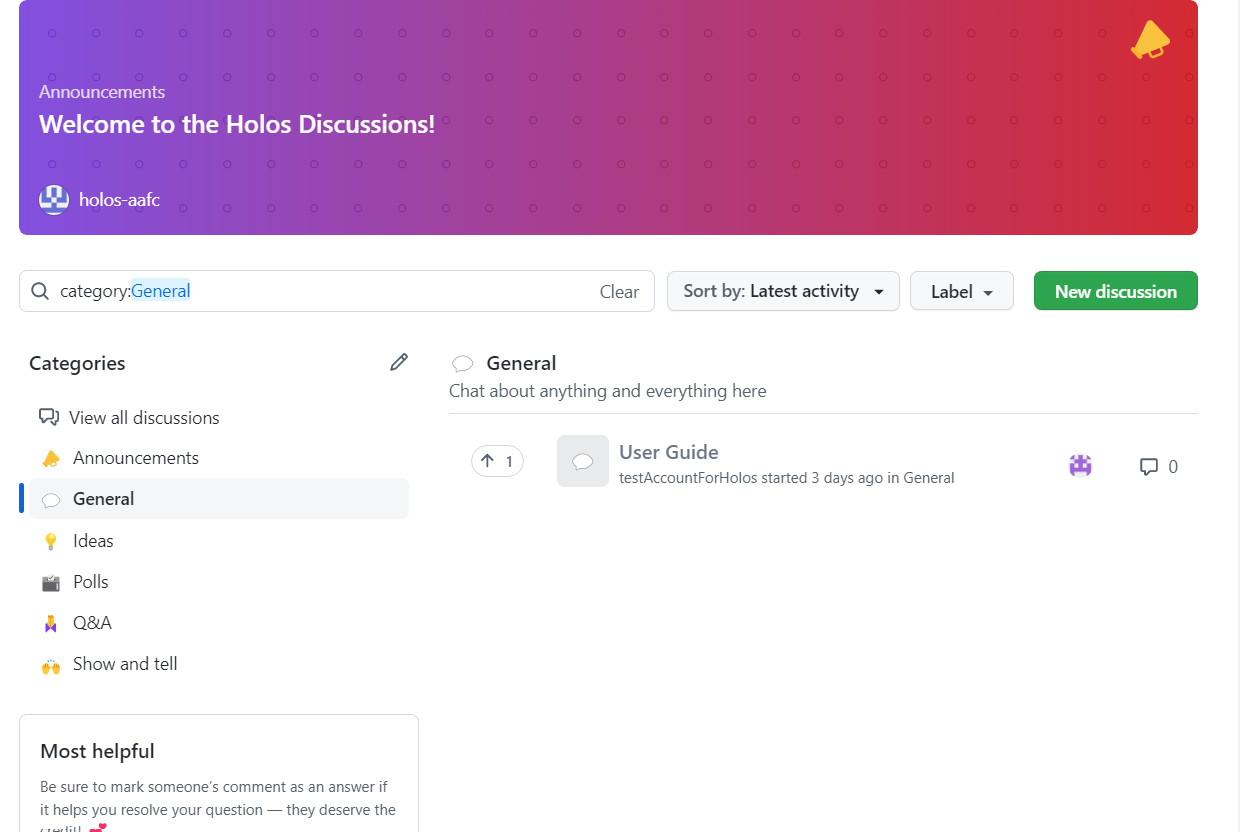 Announcements
Welcome to the Holos Discussions!
holos-aafc
category:General
Clear
Sort by: Latest activity
Label
New discussion
Categories
View all discussions
Announcements
General
Ideas
Polls
Q&A
Show and tell
General
Chat about anything and everything here
1
User Guide
testAccountForHolos started 3 days ago in General
0
Most helpful
Be sure to mark someone’s comment as an answer if
it helps you resolve your question — they deserve the
credit!